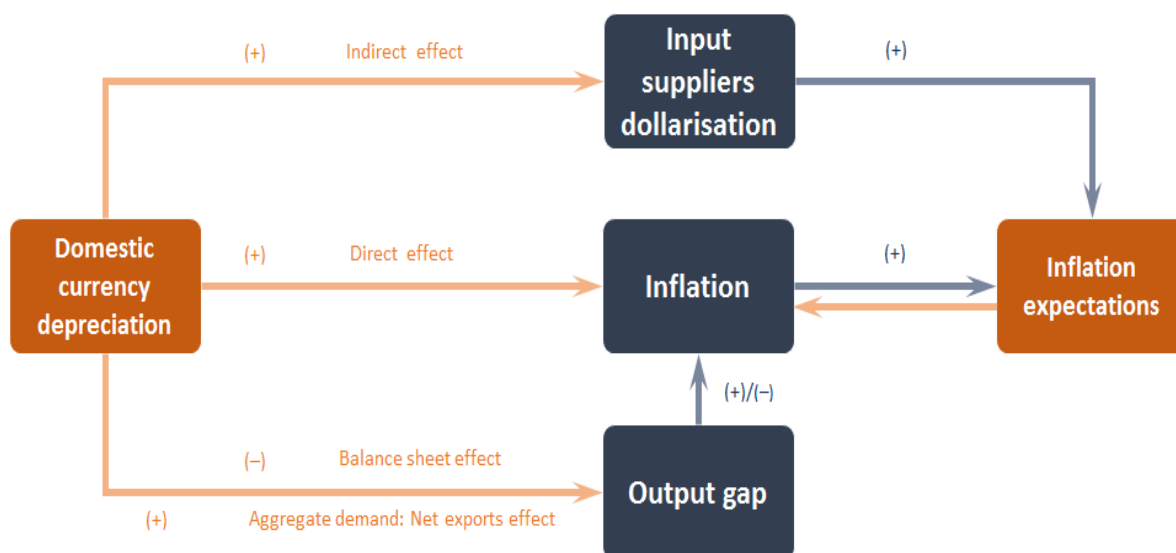 (+) Indirect effect
Input
suppliers
dollarisation
(+)
Domestic
currency
depreciation
(+) Direct effect
Inflation
(+)
Inflation
expectations
(+)/(–)
(–) Balance sheet effect
(+) Aggregate demand: Net exports effect
Output gap